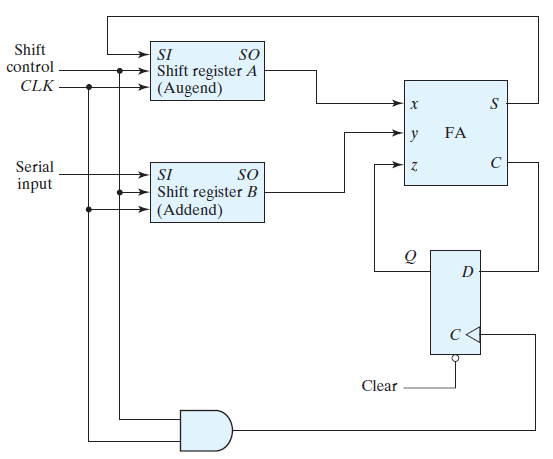 Shift
control
CLK
SI SO
Shift register A
(Augend)
x S
y FA
z C
Serial
input
SI SO
Shift register B
(Addend)
Q
D
C
Clear